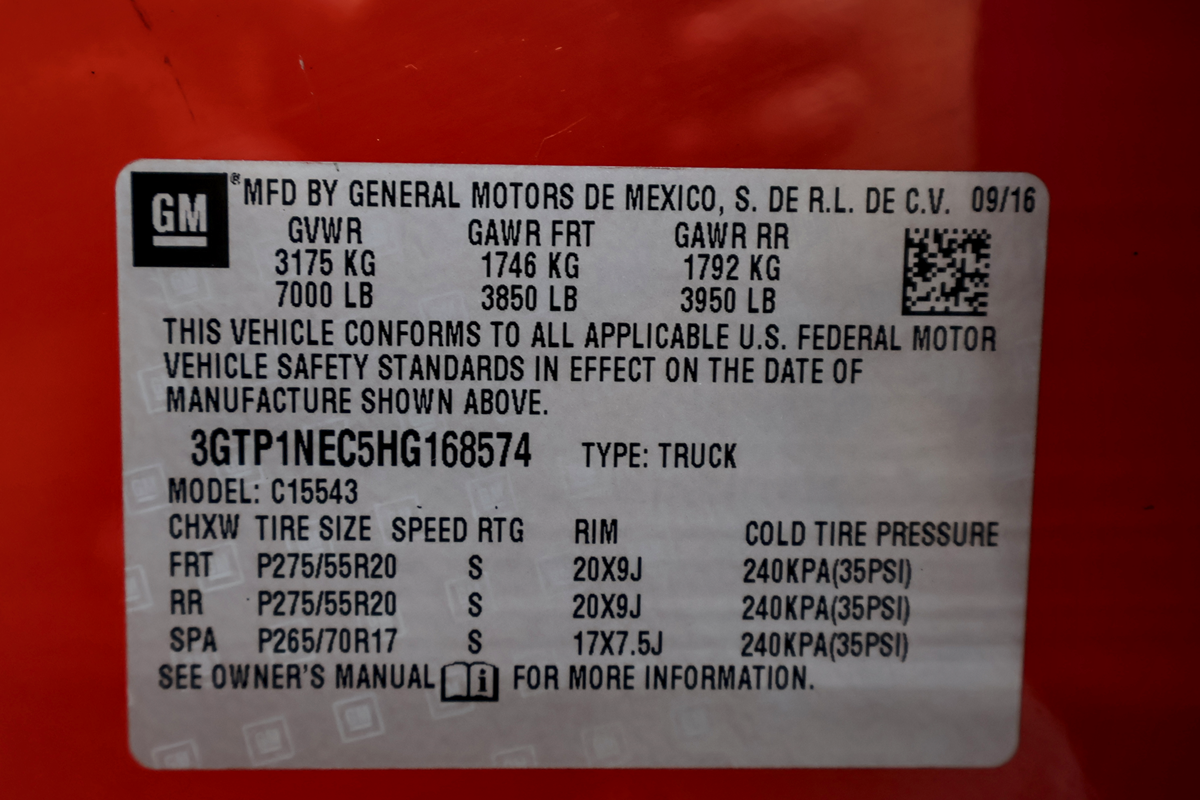 GM ® MFD BY GENERAL MOTORS DE MEXICO, S. DE R.L. DE C.V. 09/16
GVWR GAWR FRT GAWR RR
3175 KG 1746 KG 1792 KG
7000 LB 3850 LB 3950 LB
THIS VEHICLE CONFORMS TO ALL APPLICABLE U.S. FEDERAL MOTOR
VEHICLE SAFETY STANDARDS IN EFFECT ON THE DATE OF
MANUFACTURE SHOWN ABOVE.
3GTP1NEC5HG168574 TYPE: TRUCK
MODEL: C15543
CHXW TIRE SIZE SPEED RTG RIM COLD TIRE PRESSURE
FRT P275/55R20 S 20X9J 240KPA(35PSI)
RR P275/55R20 S 20X9J 240KPA(35PSI)
SPA P265/70R17 S 17X7.5J 240KPA(35PSI)
SEE OWNER'S MANUAL i FOR MORE INFORMATION.